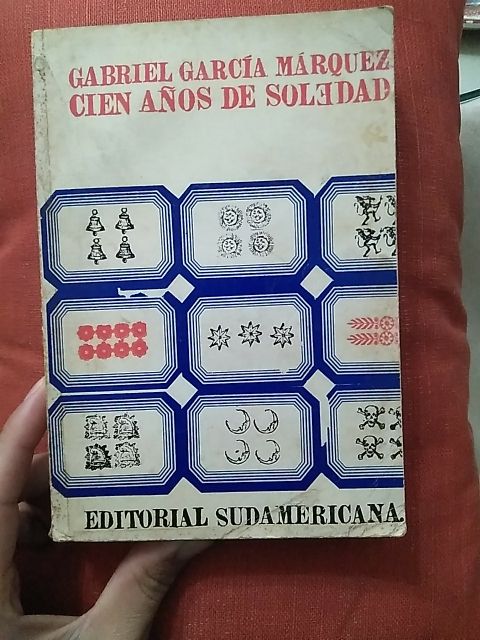 GABRIEL GARCÍA MÁRQUEZ
CIEN AÑOS DE SOLEDAD
EDITORIAL SUDAMERICANA